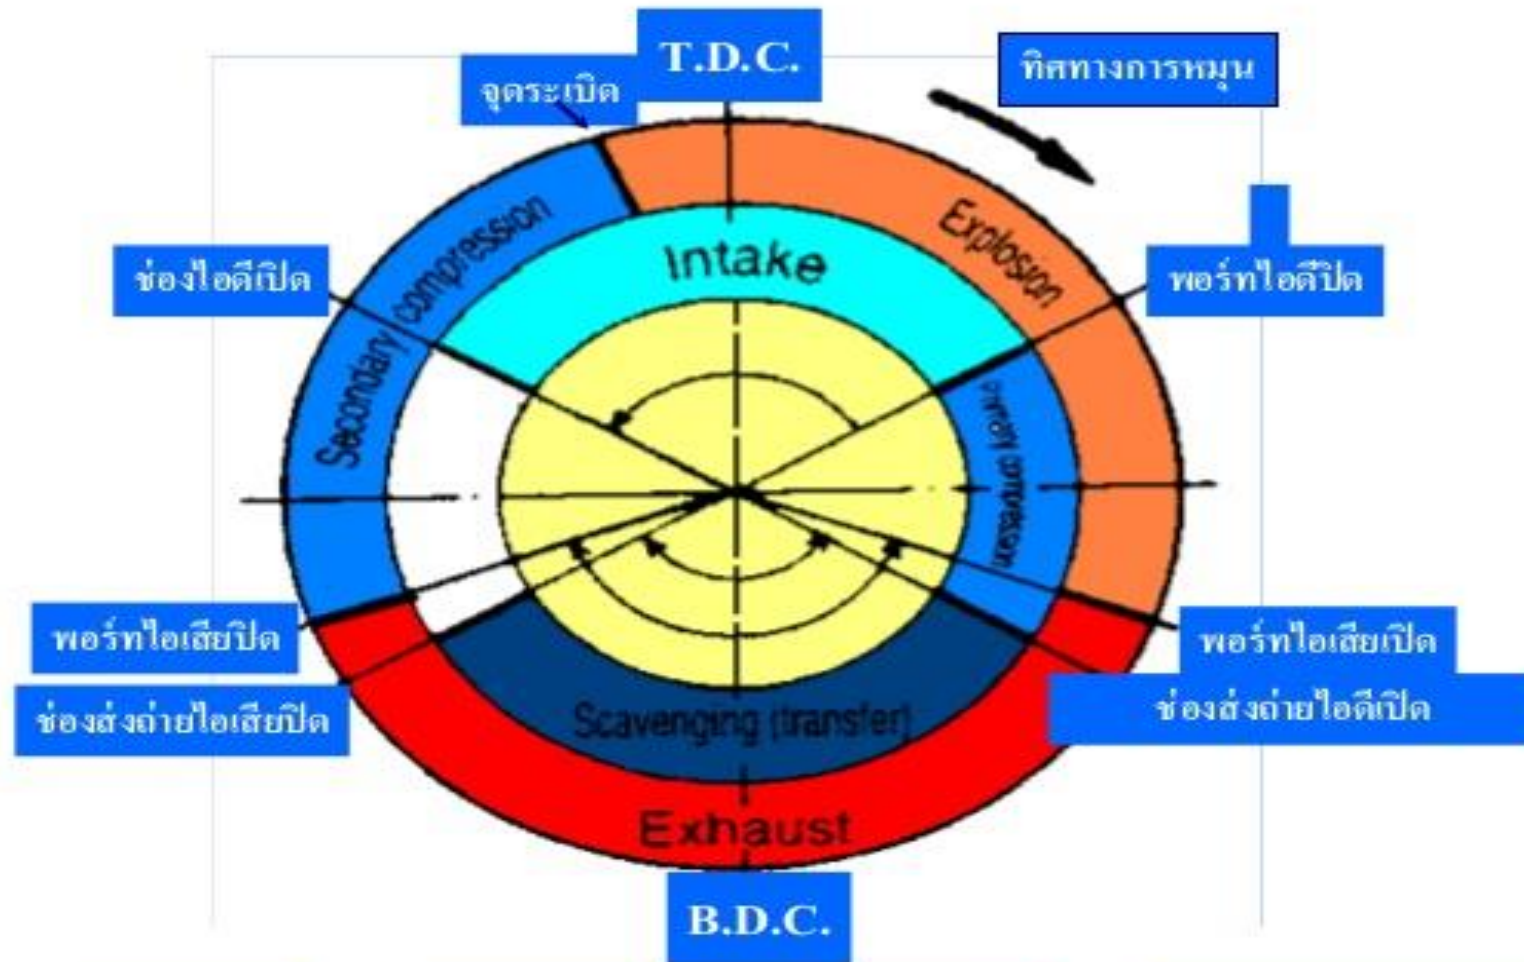 T.D.C.
ทิศทางการหมุน
จุดระเบิด
Explosion
Intake
Secondary compression
ช่องไอดีเปิด
พอร์ทไอดีปิด
primary compression
พอร์ทไอเสียปิด
พอร์ทไอเสียเปิด
ช่องส่งถ่ายไอเสียปิด
ช่องส่งถ่ายไอดีเปิด
Scavenging (transfer)
Exhaust
B.D.C.